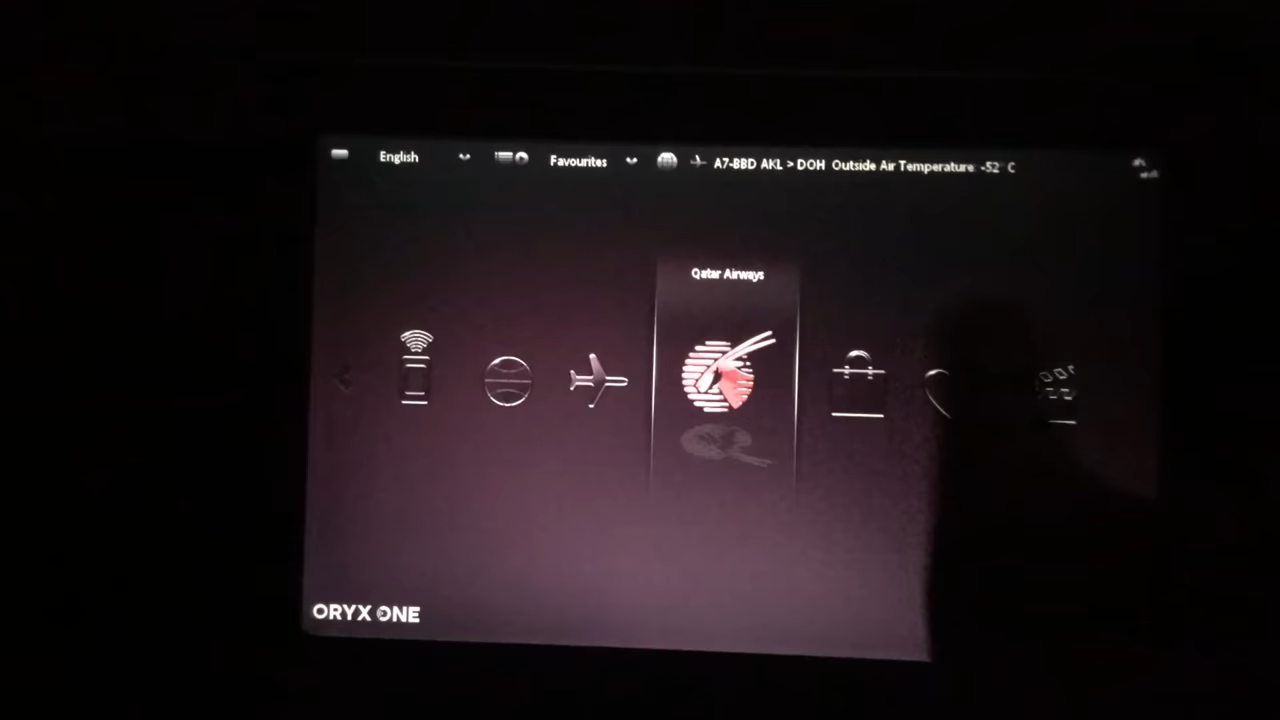 English
Favourites
A7-BBD AKL > DOH Outside Air Temperature -52 C
Qatar Airways
ORYX ONE